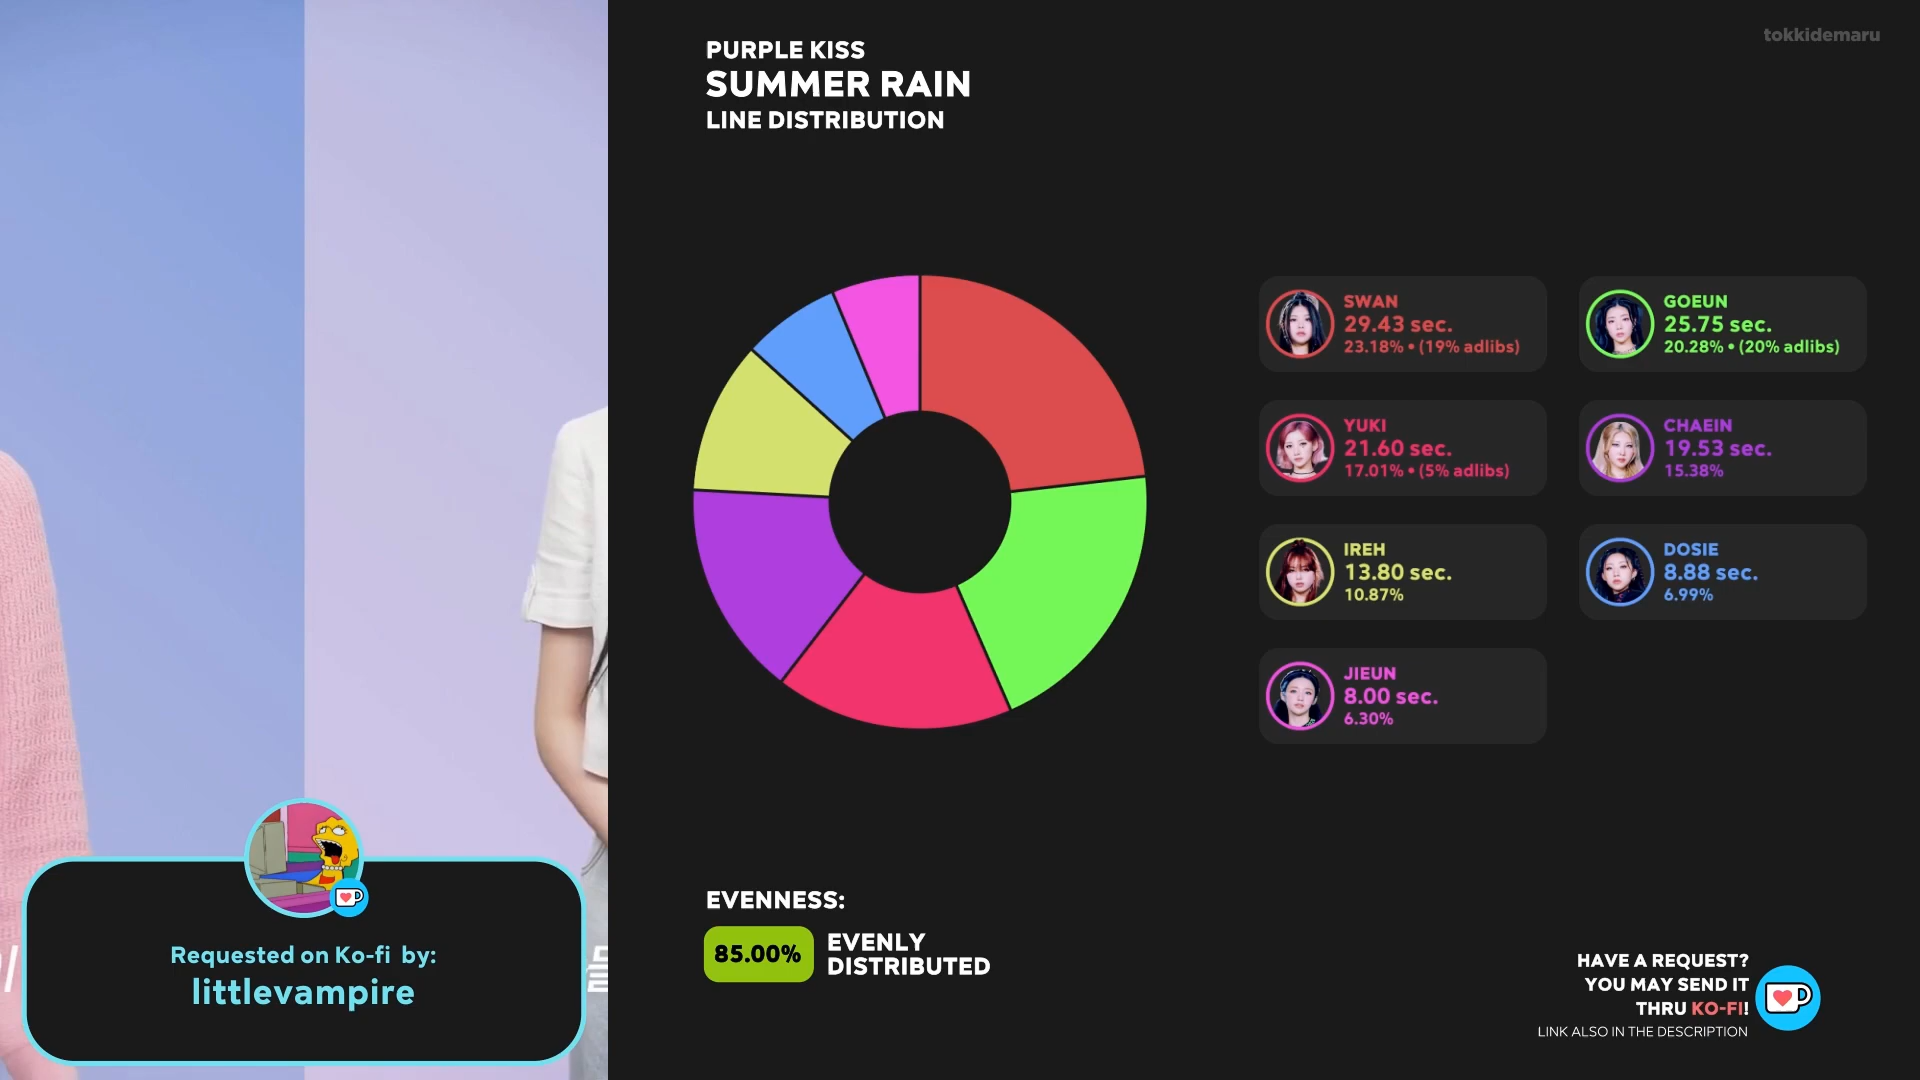 tokkidemaru
PURPLE KISS
SUMMER RAIN
LINE DISTRIBUTION
SWAN
29.43 sec.
23.18% • (19% adlibs)
GOEUN
25.75 sec.
20.28% • (20% adlibs)
YUKI
21.60 sec.
17.01% • (5% adlibs)
CHAEIN
19.53 sec.
15.38%
IREH
13.80 sec.
10.87%
DOSIE
8.88 sec.
6.99%
JIEUN
8.00 sec.
6.30%
EVENNESS:
85.00%
EVENLY
DISTRIBUTED
Requested on Ko-fi by:
littlevampire
HAVE A REQUEST?
YOU MAY SEND IT
THRU KO-FI!
LINK ALSO IN THE DESCRIPTION